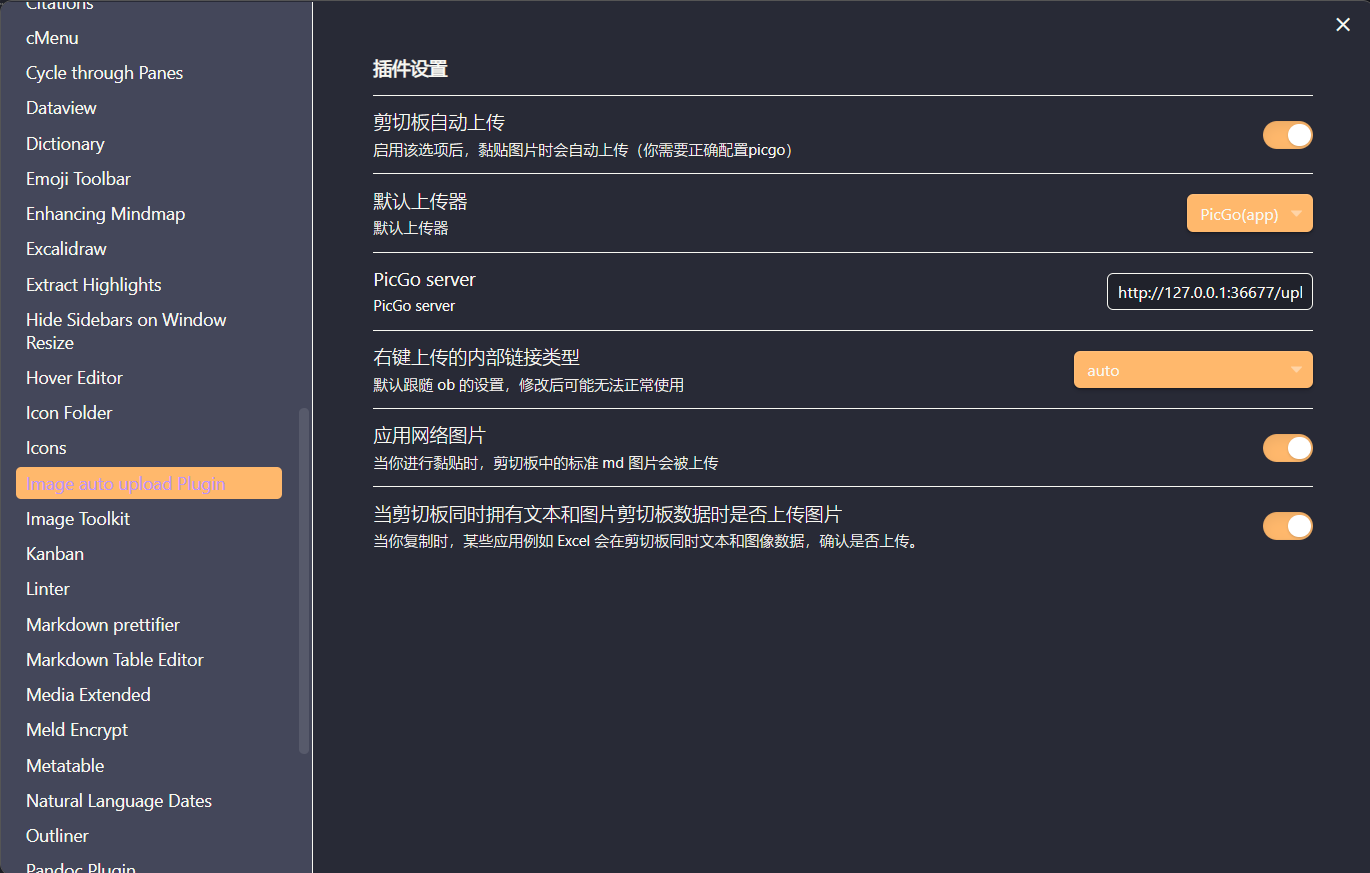 Citations
cMenu
Cycle through Panes
Dataview
Dictionary
Emoji Toolbar
Enhancing Mindmap
Excalidraw
Extract Highlights
Hide Sidebars on Window
Resize
Hover Editor
Icon Folder
Icons
Image auto upload Plugin
Image Toolkit
Kanban
Linter
Markdown prettifier
Markdown Table Editor
Media Extended
Meld Encrypt
Metatable
Natural Language Dates
Outliner
Pandoc Plugin
插件设置
剪切板自动上传
启用该选项后，黏贴图片时会自动上传（你需要正确配置picgo）
默认上传器
默认上传器
PicGo(app)
PicGo server
PicGo server
http://127.0.0.1:36677/upl
右键上传的内部链接类型
默认跟随 ob 的设置，修改后可能无法正常使用
auto
应用网络图片
当你进行黏贴时，剪切板中的标准 md 图片会被上传
当剪切板同时拥有文本和图片剪切板数据时是否上传图片
当你复制时，某些应用例如 Excel 会在剪切板同时文本和图像数据，确认是否上传。